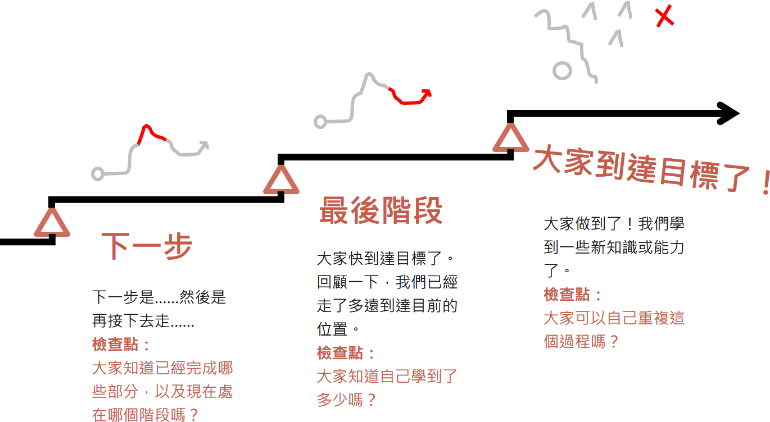 下一步
下一步是......然後是
再接下去走......
檢查點：
大家知道已經完成哪
些部分，以及現在處
在哪個階段嗎？
最後階段
大家快到達目標了。
回顧一下，我們已經
走了多遠到達目前的
位置。
檢查點：
大家知道自己學到了
多少嗎？
大家到達目標了！
大家做到了！我們學
到一些新知識或能力
了。
檢查點：
大家可以自己重複這
個過程嗎？